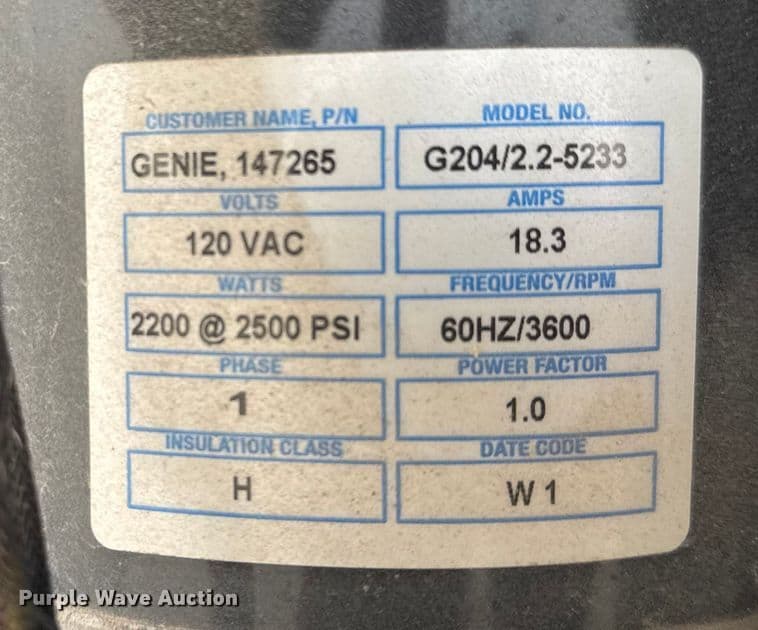 CUSTOMER NAME, P/N MODEL NO.
GENIE, 147265 G204/2.2-5233
VOLTS AMPS
120 VAC 18.3
WATTS FREQUENCY/RPM
2200 @ 2500 PSI 60HZ/3600
PHASE POWER FACTOR
1 1.0
INSULATION CLASS DATE CODE
H W 1
Purple Wave Auction